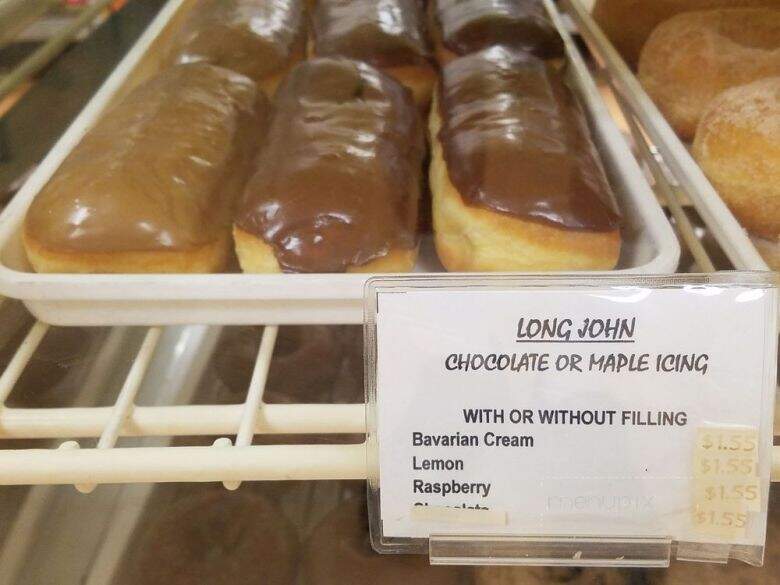 LONG JOHN
CHOCOLATE OR MAPLE ICING
WITH OR WITHOUT FILLING
Bavarian Cream $1.55
Lemon $1.55
Raspberry $1.55
$1.55
menupix